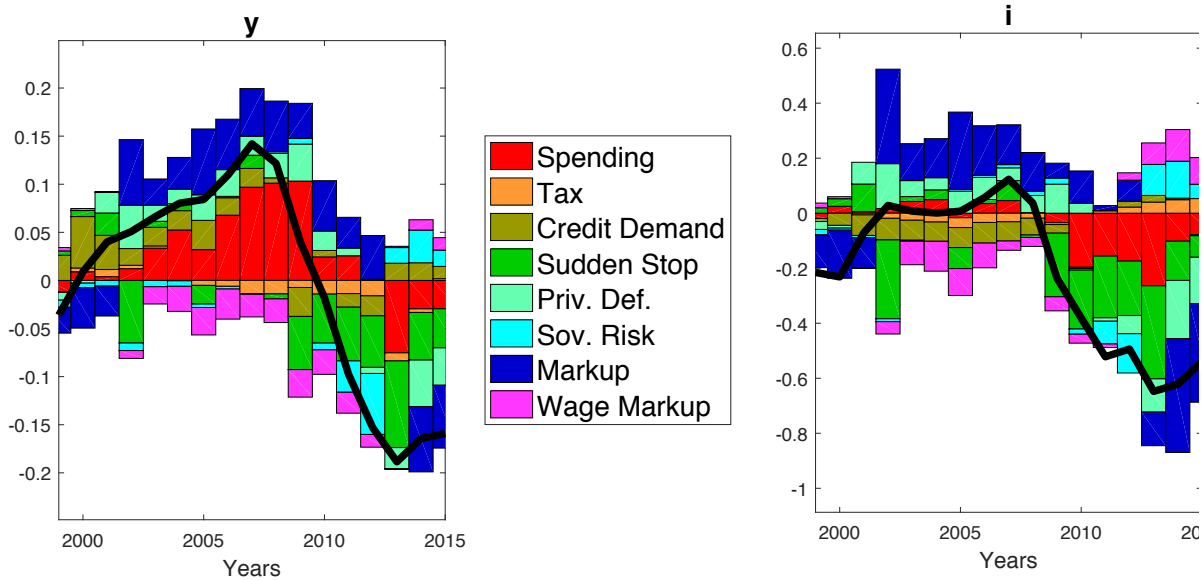 y
0.2
0.15
0.1
0.05
0
-0.05
-0.1
-0.15
-0.2
2000 2005 2010 2015
Years
Spending
Tax
Credit Demand
Sudden Stop
Priv. Def.
Sov. Risk
Markup
Wage Markup
i
0.6
0.4
0.2
0
-0.2
-0.4
-0.6
-0.8
-1
2000 2005 2010 20
Years